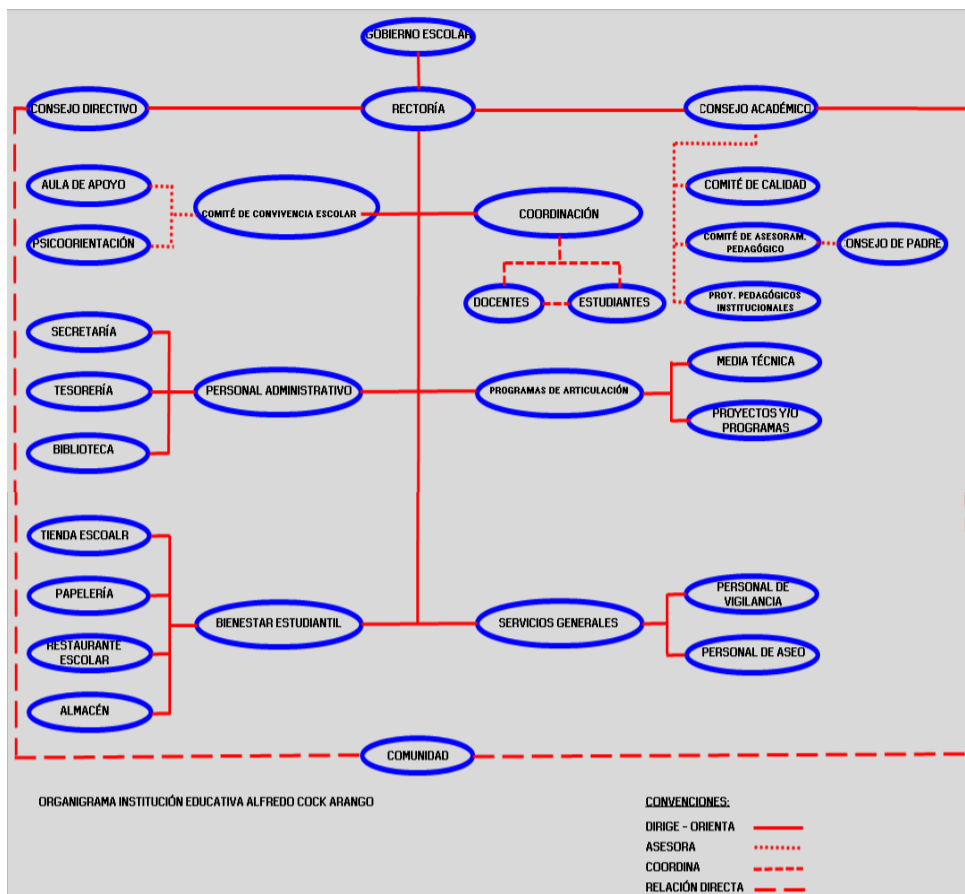 GOBIERNO ESCOLAR
CONSEJO DIRECTIVO
RECTORÍA
CONSEJO ACADÉMICO
AULA DE APOYO
COMITÉ DE CALIDAD
COMITÉ DE CONVIVENCIA ESCOLAR
COORDINACIÓN
PSICOORIENTACIÓN
COMITÉ DE ASESORAM.
PEDAGÓGICO
ONSEJO DE PADRE
DOCENTES
ESTUDIANTES
PROY. PEDAGÓGICOS
INSTITUCIONALES
SECRETARÍA
MEDIA TÉCNICA
TESORERÍA
PERSONAL ADMINISTRATIVO
PROGRAMAS DE ARTICULACIÓN
PROYECTOS Y/O
PROGRAMAS
BIBLIOTECA
TIENDA ESCOALR
PAPELERÍA
PERSONAL DE
VIGILANCIA
BIENESTAR ESTUDIANTIL
SERVICIOS GENERALES
RESTAURANTE
ESCOLAR
PERSONAL DE ASEO
ALMACÉN
COMUNIDAD
ORGANIGRAMA INSTITUCIÓN EDUCATIVA ALFREDO COCK ARANGO
CONVENCIONES:
DIRIGE - ORIENTA
ASESORA
COORDINA
RELACIÓN DIRECTA